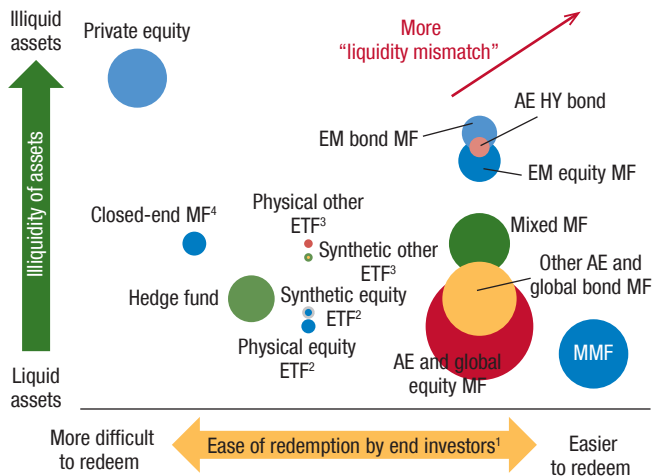 Illiquid
assets
Private equity
More
“liquidity mismatch”
AE HY bond
EM bond MF
EM equity MF
Illiquidity of assets
Closed-end MF⁴
Physical other
ETF³
Synthetic other
ETF³
Mixed MF
Other AE and
global bond MF
Hedge fund
Synthetic equity
ETF²
Physical equity
ETF²
AE and global
equity MF
MMF
Liquid
assets
More difficult
to redeem
Ease of redemption by end investors¹
Easier
to redeem